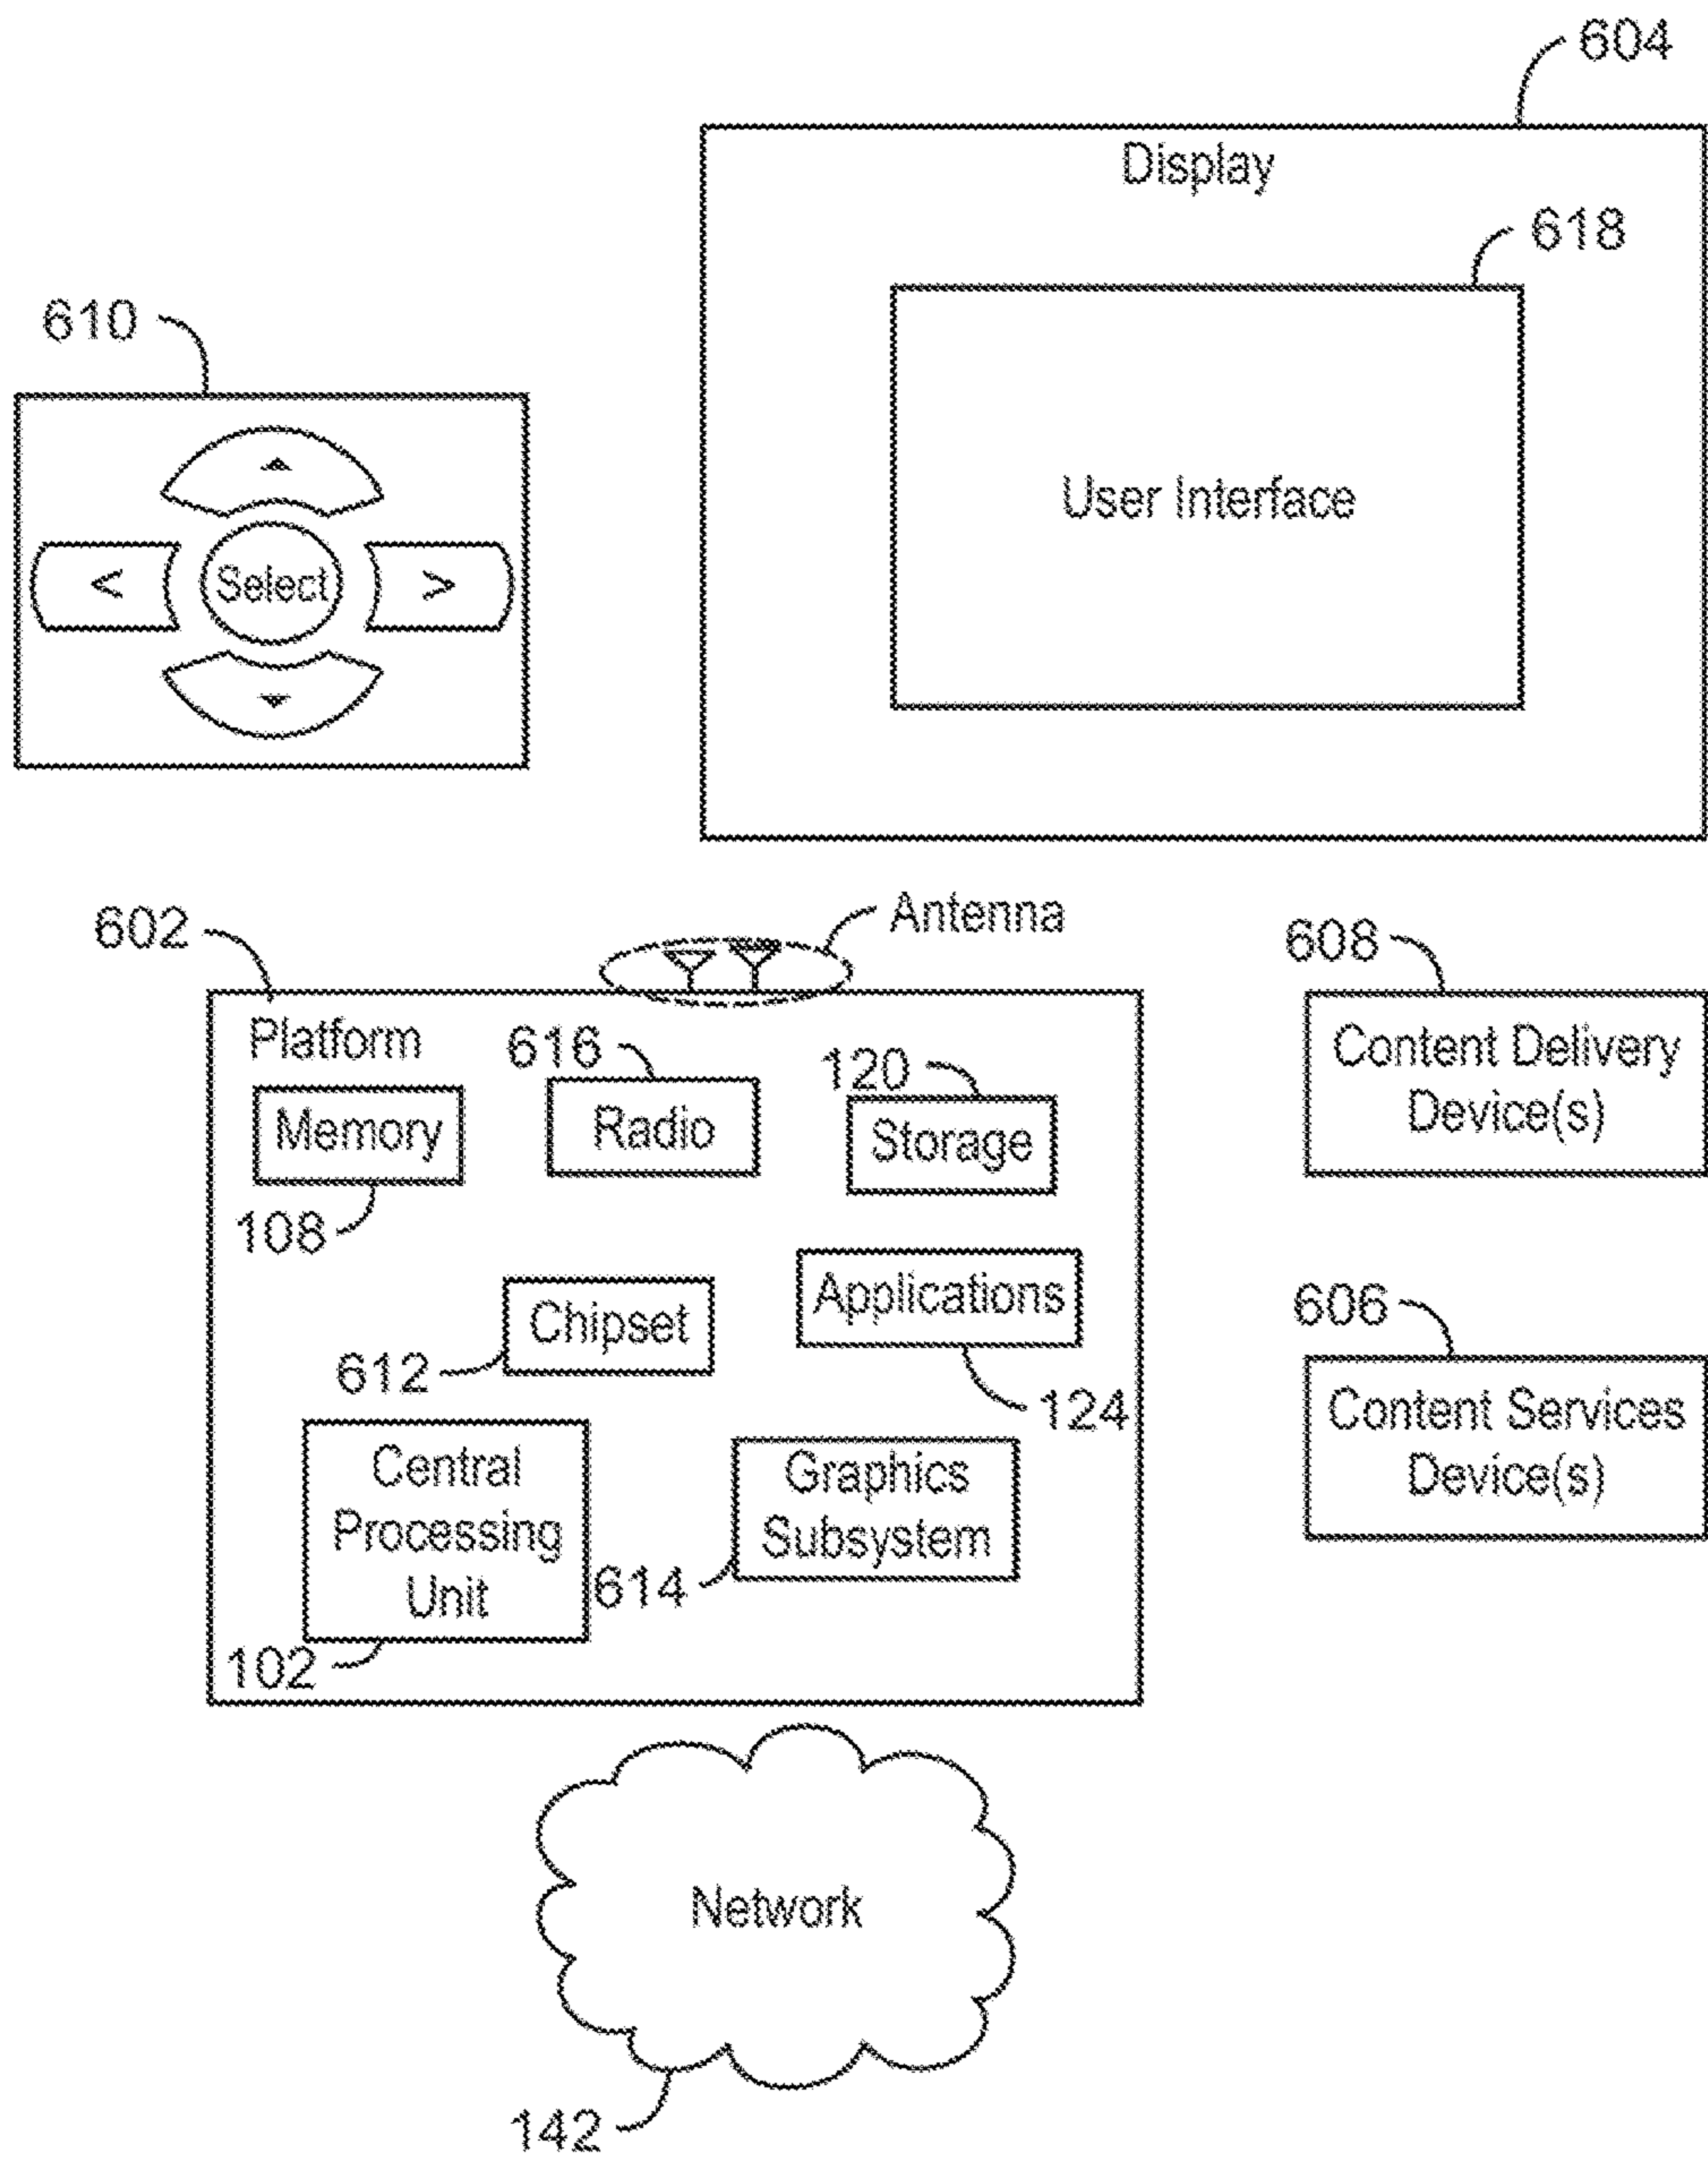 604
Display
618
User Interface
610
<
Select
>
Antenna
602
Platform
616
120
Memory
Radio
Storage
108
608
Content Delivery
Device(s)
Chipset
612
Applications
124
606
Content Services
Device(s)
Central
Processing
Unit
102
Graphics
Subsystem
614
Network
142